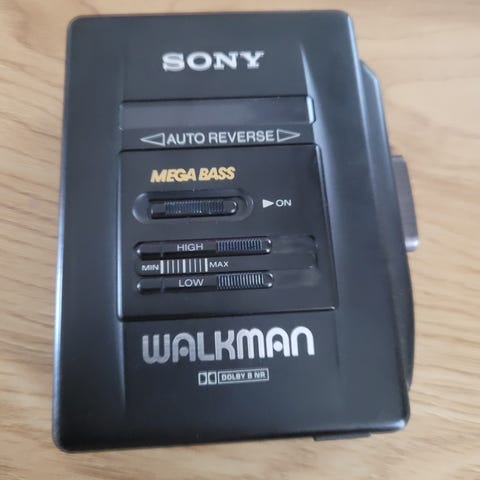 SONY
AUTO REVERSE
MEGA BASS
ON
HIGH
MIN MAX
LOW
WALKMAN
DOLBY B NR